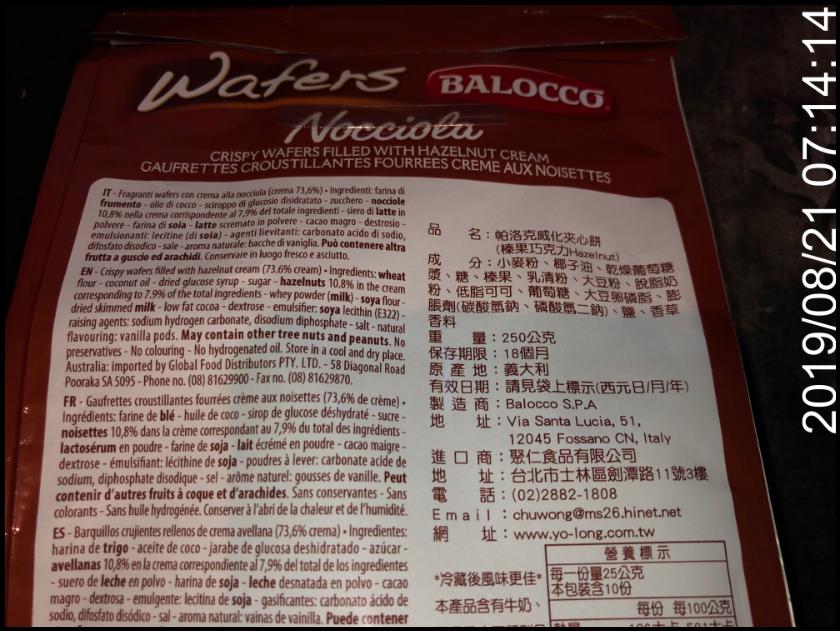 Wafers BALOCCO
Nocciola
CRISPY WAFERS FILLED WITH HAZELNUT CREAM
GAUFRETTES CROUSTILLANTES FOURREES CREME AUX NOISETTES
IT - Fragranti wafers con crema alla nocciola (crema 73,6%) • Ingredienti: farina di
frumento - olio di cocco - sciroppo di glucosio disidratato - zucchero - nocciole
10,8% nella crema corrispondente al 7,9% del totale ingredienti - siero di latte in
polvere - farina di soia - latte scremato in polvere - cacao magro - destrosio -
emulsionanti: lecitine (di soia) - agenti lievitanti: carbonato acido di sodio,
difosfato disodico - sale - aroma naturale: bacche di vaniglia. Può contenere altra
frutta a guscio ed arachidi. Conservare in luogo fresco e asciutto.
EN - Crispy wafers filled with hazelnut cream (73.6% cream) • Ingredients: wheat
flour - coconut oil - dried glucose syrup - sugar - hazelnuts 10.8% in the cream
corresponding to 7.9% of the total ingredients - whey powder (milk) - soya flour -
dried skimmed milk - low fat cocoa - dextrose - emulsifier: soya lecithin (E322) -
raising agents: sodium hydrogen carbonate, disodium diphosphate - salt - natural
flavouring: vanilla pods. May contain other tree nuts and peanuts. No
preservatives - No colouring - No hydrogenated oil. Store in a cool and dry place.
Australia: imported by Global Food Distributors PTY. LTD. - 58 Diagonal Road
Pooraka SA 5095 - Phone no. (08) 81629900 - Fax no. (08) 81629870.
FR - Gaufrettes croustillantes fourrées crème aux noisettes (73,6% de crème) •
Ingrédients: farine de blé - huile de coco - sirop de glucose déshydraté - sucre -
noisettes 10,8% dans la crème correspondant au 7,9% du total des ingrédients -
lactosérum en poudre - farine de soja - lait écrémé en poudre - cacao maigre -
dextrose - émulsifiant: lécithine de soja - poudres à lever: carbonate acide de
sodium, diphosphate disodique - sel - arôme naturel: gousses de vanille. Peut
contenir d'autres fruits à coque et d'arachides. Sans conservantes - Sans
colorants - Sans huile hydrogénée. Conserver à l'abri de la chaleur et de l'humidité.
ES - Barquillos crujientes rellenos de crema avellana (73,6% crema) • Ingredientes:
harina de trigo - aceite de coco - jarabe de glucosa deshidratado - azúcar -
avellanas 10,8% en la crema correspondiente al 7,9% del total de los ingredientes
- suero de leche en polvo - harina de soja - leche desnatada en polvo - cacao
magro - dextrosa - emulgente: lecitina de soja - gasificantes: carbonato ácido de
sodio, difosfato disódico - sal - aroma natural: vainas de vainilla. Puede contener
品 名：帕洛克威化夾心餅
(榛果巧克力Hazelnut)
成 分：小麥粉、椰子油、乾燥葡萄糖
漿、糖、榛果、乳清粉、大豆粉、脫脂奶
粉、低脂可可、葡萄糖、大豆卵磷脂、膨
脹劑(碳酸氫鈉、磷酸氫二鈉)、鹽、香草
香料
重 量：250公克
保存期限：18個月
原產地：義大利
有效日期：請見袋上標示(西元日/月/年)
製造商：Balocco S.P.A
地 址：Via Santa Lucia, 51,
12045 Fossano CN, Italy
進口商：聚仁食品有限公司
地 址：台北市士林區劍潭路11號3樓
電 話：(02)2882-1808
Email：chuwong@ms26.hinet.net
網 址：www.yo-long.com.tw
*冷藏後風味更佳*
本產品含有牛奶、
營養標示
每一份量25公克
本包裝含10份
每份 每100公克
2019/08/21 07:14:14